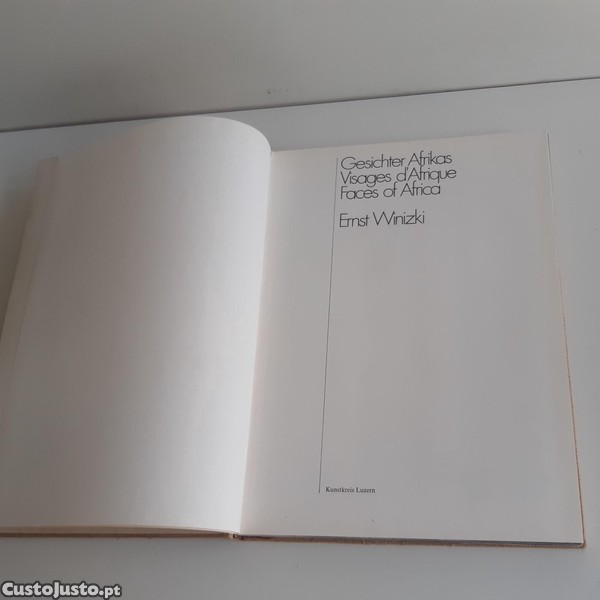 Gesichter Afrikas
Visages d'Afrique
Faces of Africa
Ernst Winizki
Kunstkreis Luzern
CustoJusto.pt